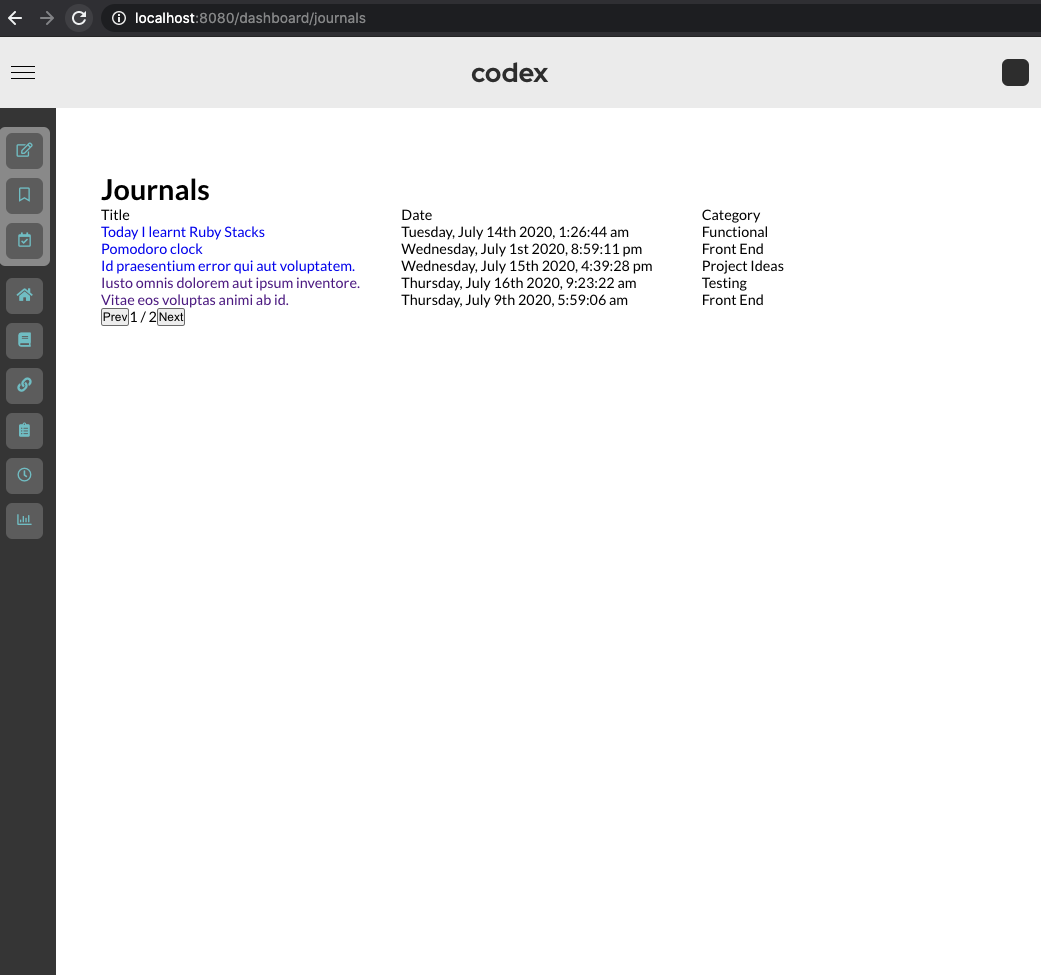 localhost:8080/dashboard/journals
codex
Journals
Title Date Category
Today I learnt Ruby Stacks Tuesday, July 14th 2020, 1:26:44 am Functional
Pomodoro clock Wednesday, July 1st 2020, 8:59:11 pm Front End
Id praesentium error qui aut voluptatem. Wednesday, July 15th 2020, 4:39:28 pm Project Ideas
Iusto omnis dolorem aut ipsum inventore. Thursday, July 16th 2020, 9:23:22 am Testing
Vitae eos voluptas animi ab id. Thursday, July 9th 2020, 5:59:06 am Front End
Prev 1 / 2 Next